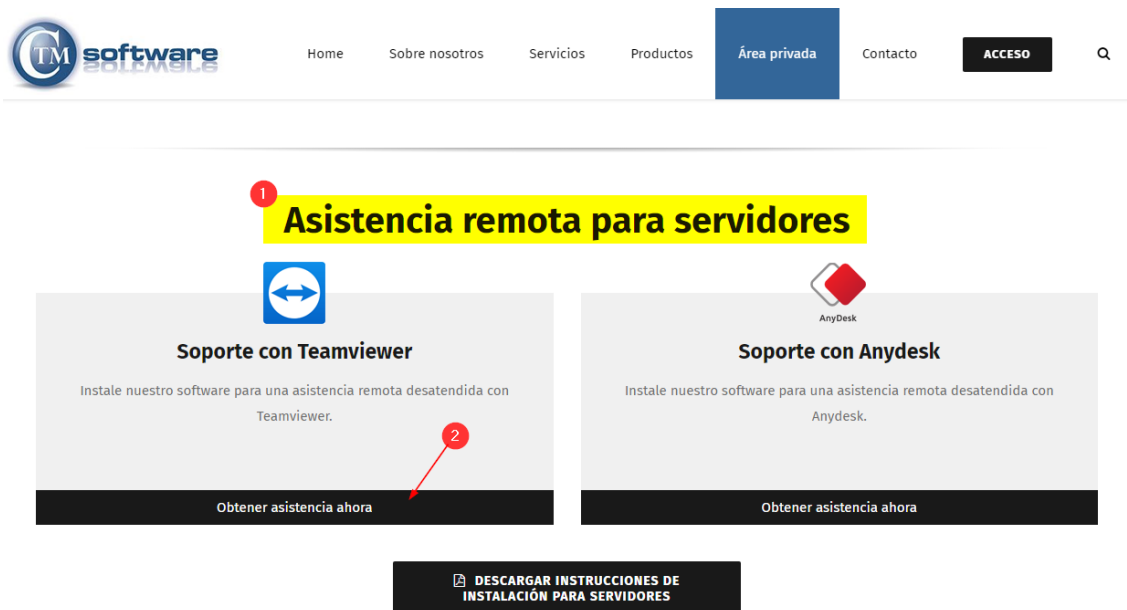 CTM software
Home Sobre nosotros Servicios Productos Área privada Contacto ACCESO
1
Asistencia remota para servidores
AnyDesk
Soporte con Teamviewer
Instale nuestro software para una asistencia remota desatendida con
Teamviewer.
2
Obtener asistencia ahora
Soporte con Anydesk
Instale nuestro software para una asistencia remota desatendida con
Anydesk.
Obtener asistencia ahora
DESCARGAR INSTRUCCIONES DE
INSTALACIÓN PARA SERVIDORES